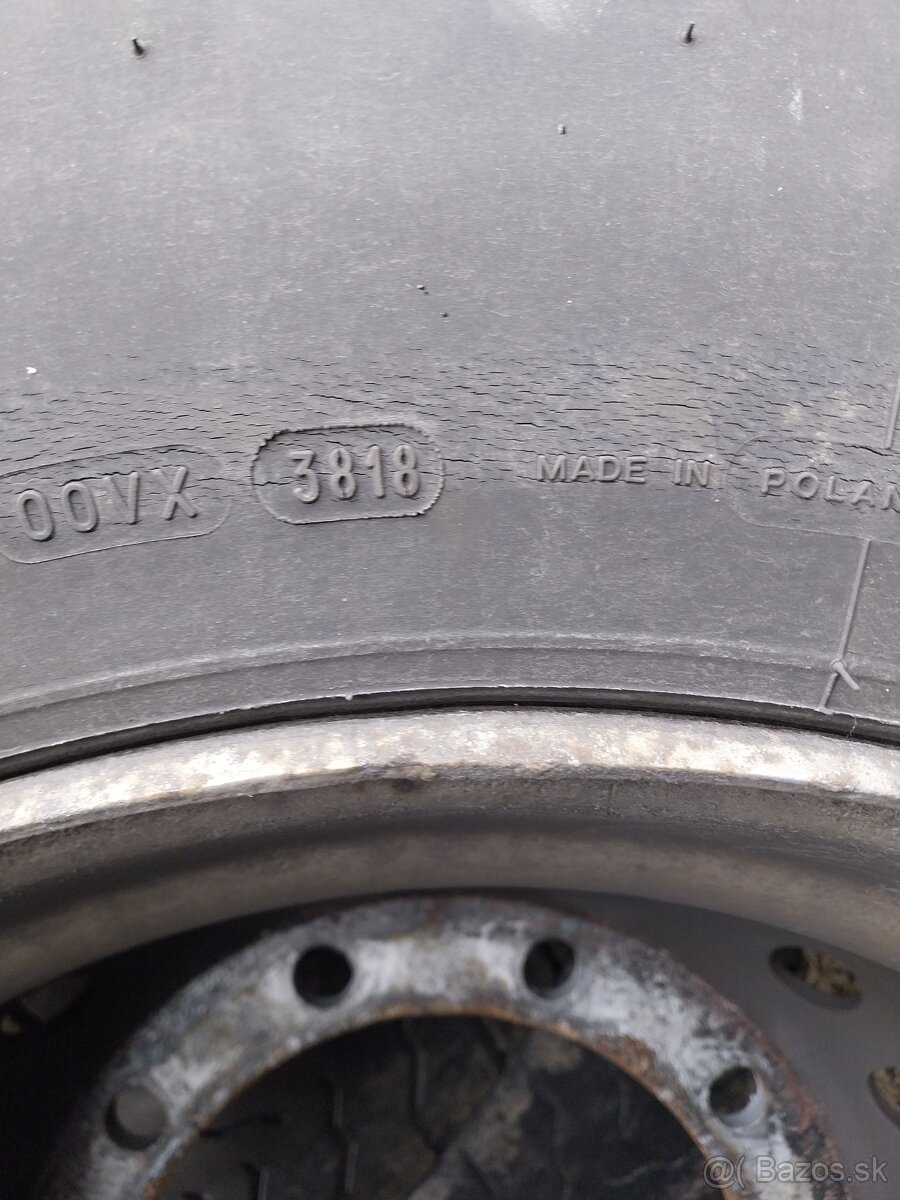 00VX 3818 MADE IN POLAN
@( Bazos.sk